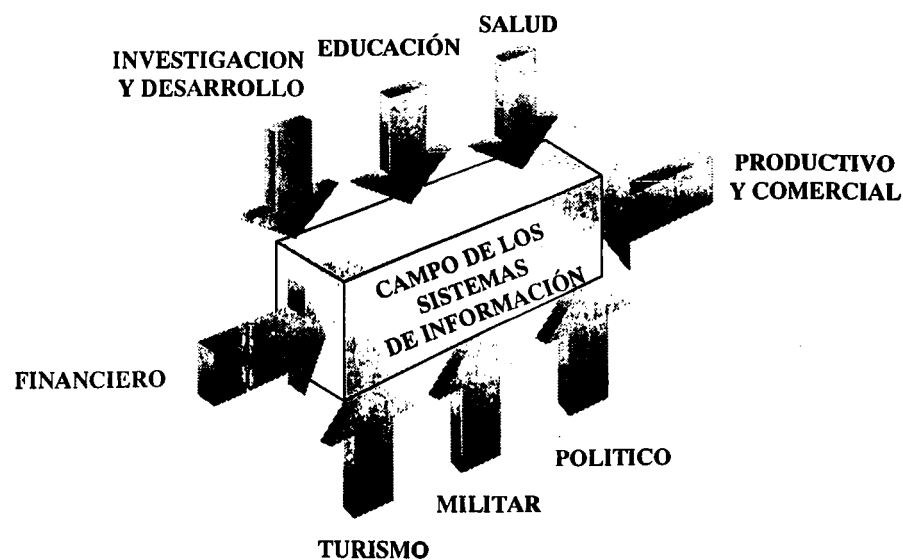 SALUD
EDUCACIÓN
INVESTIGACION
Y DESARROLLO
PRODUCTIVO
Y COMERCIAL
CAMPO DE LOS
SISTEMAS
DE INFORMACIÓN
FINANCIERO
POLITICO
MILITAR
TURISMO